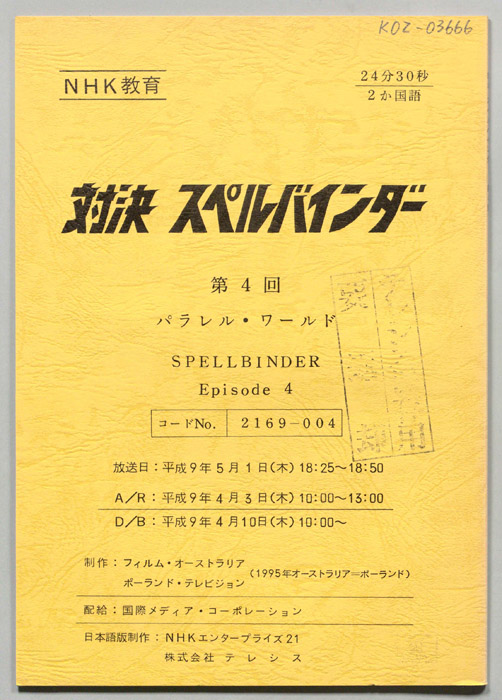 K02-03666
NHK教育
24分30秒
2か国語
対決 スペルバインダー
第4回
パラレル・ワールド
SPELLBINDER
Episode 4
コードNo. 2169-004
放送日:平成9年5月1日(木)18:25~18:50
A/R:平成9年4月3日(木)10:00~13:00
D/B:平成9年4月10日(木)10:00~
制作:フィルム・オーストラリア
ポーランド・テレビジョン
(1995年オーストラリア=ポーランド)
配給:国際メディア・コーポレーション
日本語版制作:NHKエンタープライズ21
株式会社 テレシス